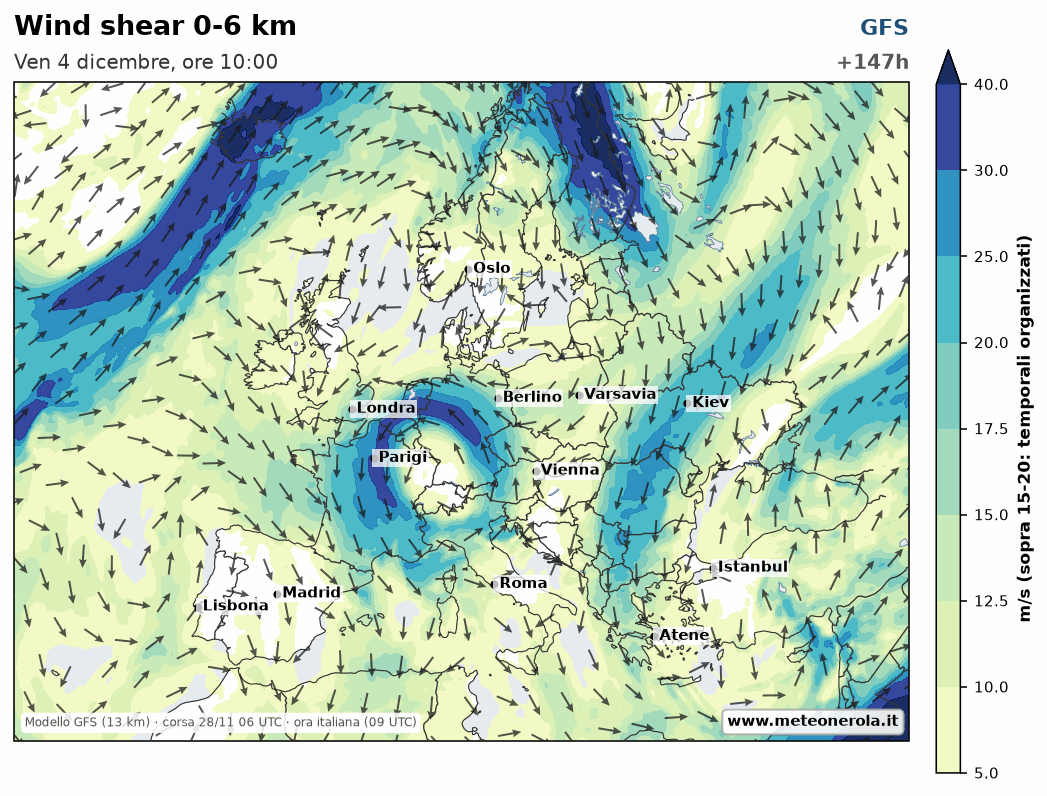 Wind shear 0-6 km
GFS
Ven 4 dicembre, ore 10:00
+147h
40.0
30.0
25.0
20.0
17.5
15.0
12.5
10.0
5.0
m/s (sopra 15-20: temporali organizzati)
Oslo
Berlino
Varsavia
Kiev
Londra
Parigi
Vienna
Istanbul
Roma
Madrid
Lisbona
Atene
Modello GFS (13 km) · corsa 28/11 06 UTC · ora italiana (09 UTC)
www.meteonerola.it